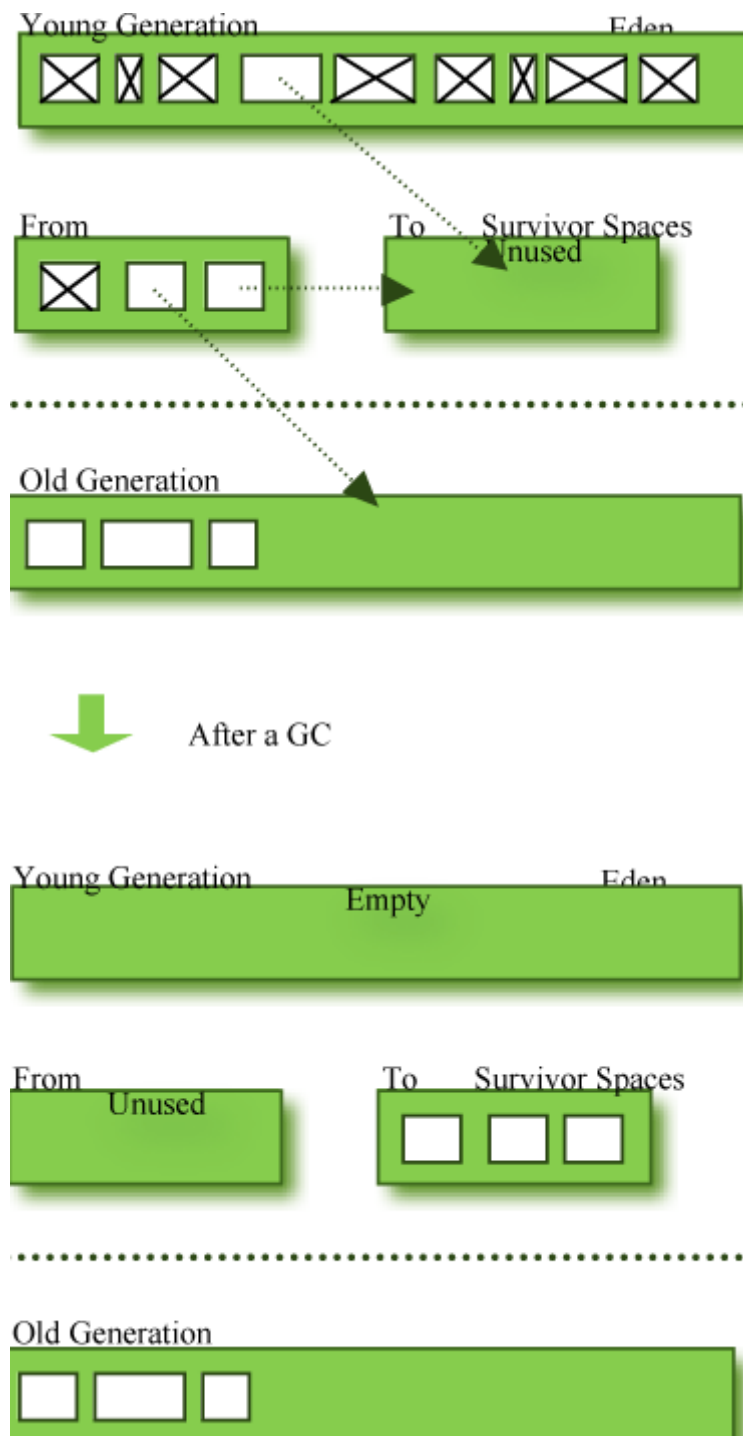 Young Generation Eden
From To Survivor Spaces
Unused
Old Generation
After a GC
Young Generation Eden
Empty
From To Survivor Spaces
Unused
Old Generation